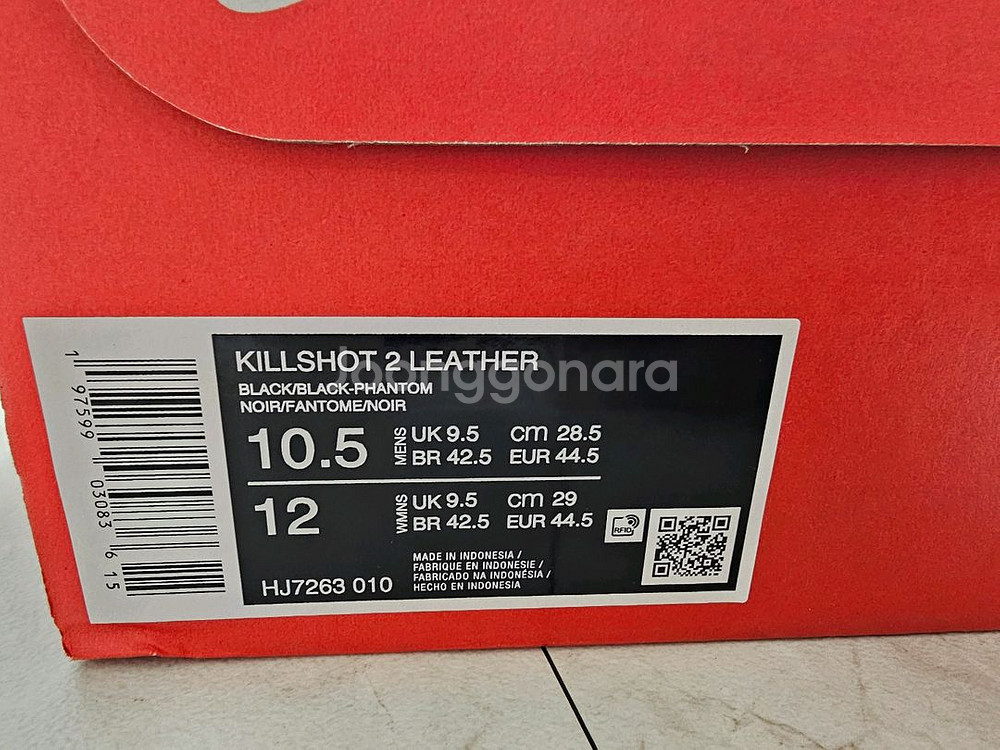 KILLSHOT 2 LEATHER
joonggonara
BLACK/BLACK-PHANTOM
NOIR/FANTOME/NOIR
10.5 MENS UK 9.5 cm 28.5
BR 42.5 EUR 44.5
12 WMNS UK 9.5 cm 29
BR 42.5 EUR 44.5
RFID
MADE IN INDONESIA /
FABRIQUE EN INDONESIE /
FABRICADO NA INDONÉSIA /
HECHO EN INDONESIA
HJ7263 010
1 97599 03083 6 15